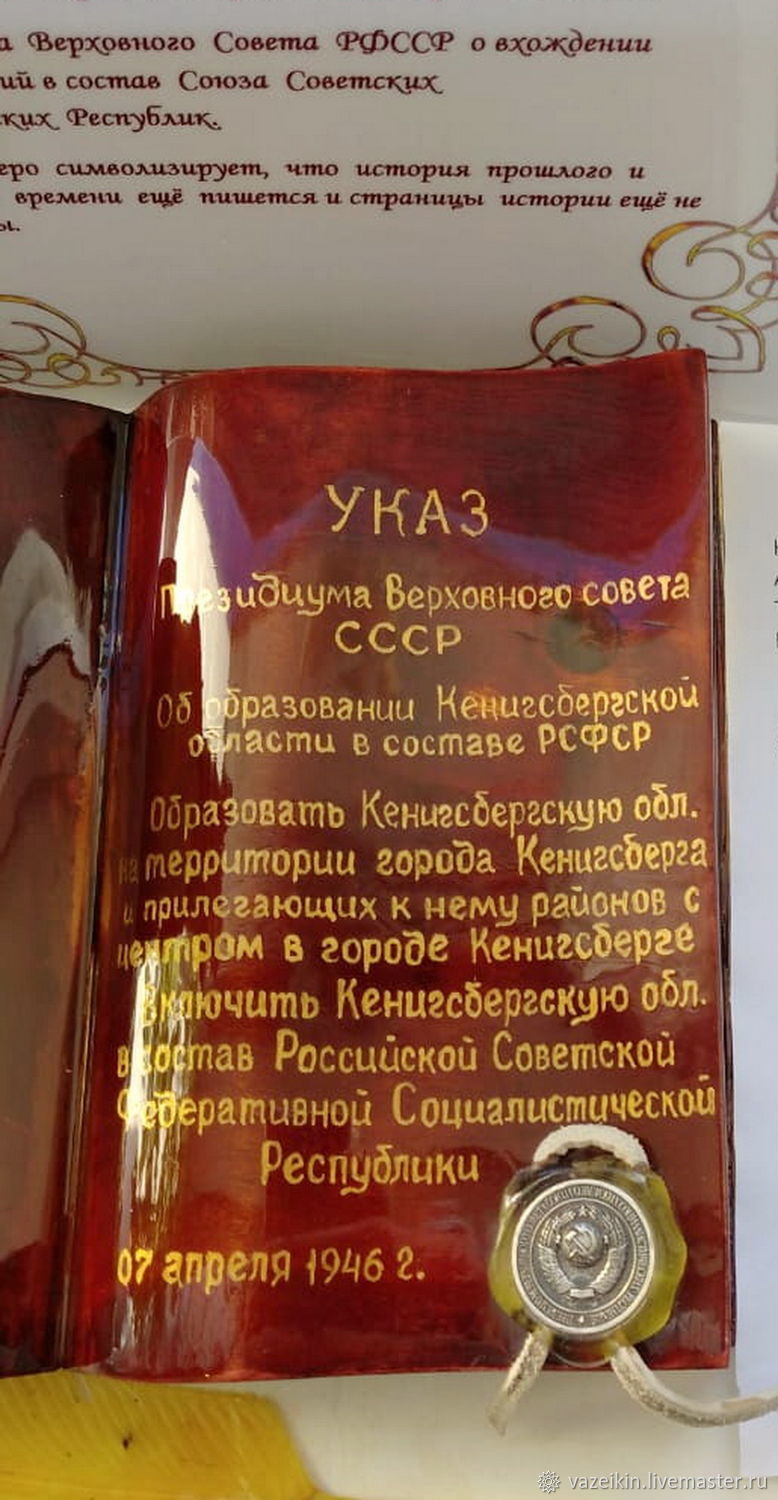 а Верховного Совета РФССР о вхождении
ий в состав Союза Советских
ких Республик.
еро символизирует, что история прошлого и
времени ещё пишется и страницы истории ещё не
ы.
УКАЗ
Президиума Верховного совета
СССР
Об образовании Кенигсбергской
области в составе РСФСР
Образовать Кенигсбергскую обл.
на территории города Кенигсберга
и прилегающих к нему районов с
центром в городе Кенигсберге
Включить Кенигсбергскую обл.
в состав Российской Советской
Федеративной Социалистической
Республики
07 апреля 1946 г.
vazeikin.livemaster.ru